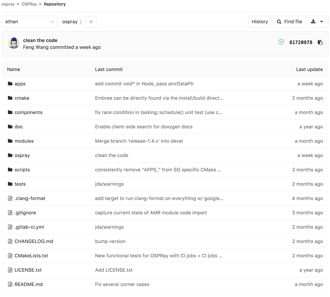 ospray > OSPRay > Repository
ethan ospray / + History Find file
clean the code
Feng Wang committed a week ago
81728978
Name Last commit Last update
apps add commit void* in Node, pass amrDataPtr a week ago
cmake Embree can be directly found via the install/build direct... 2 months ago
components fix race condition in tasking::schedule() unit test (use c... a month ago
doc Enable client-side search for doxygen docs a year ago
modules Merge branch 'release-1.4.x' into devel a month ago
ospray clean the code a week ago
scripts consistently remove "APPS_" from SG specific CMake ... 2 months ago
tests jda/warnings 2 months ago
.clang-format add target to run clang-format on everything w/ google... 4 months ago
.gitignore capture current state of AMR module code import 3 months ago
.gitlab-ci.yml jda/warnings 2 months ago
CHANGELOG.md bump version 2 months ago
CMakeLists.txt New functional tests for OSPRay with CI jobs + CI jobs ... 2 months ago
LICENSE.txt Add LICENSE.txt a year ago
README.md Fix several corner cases a month ago